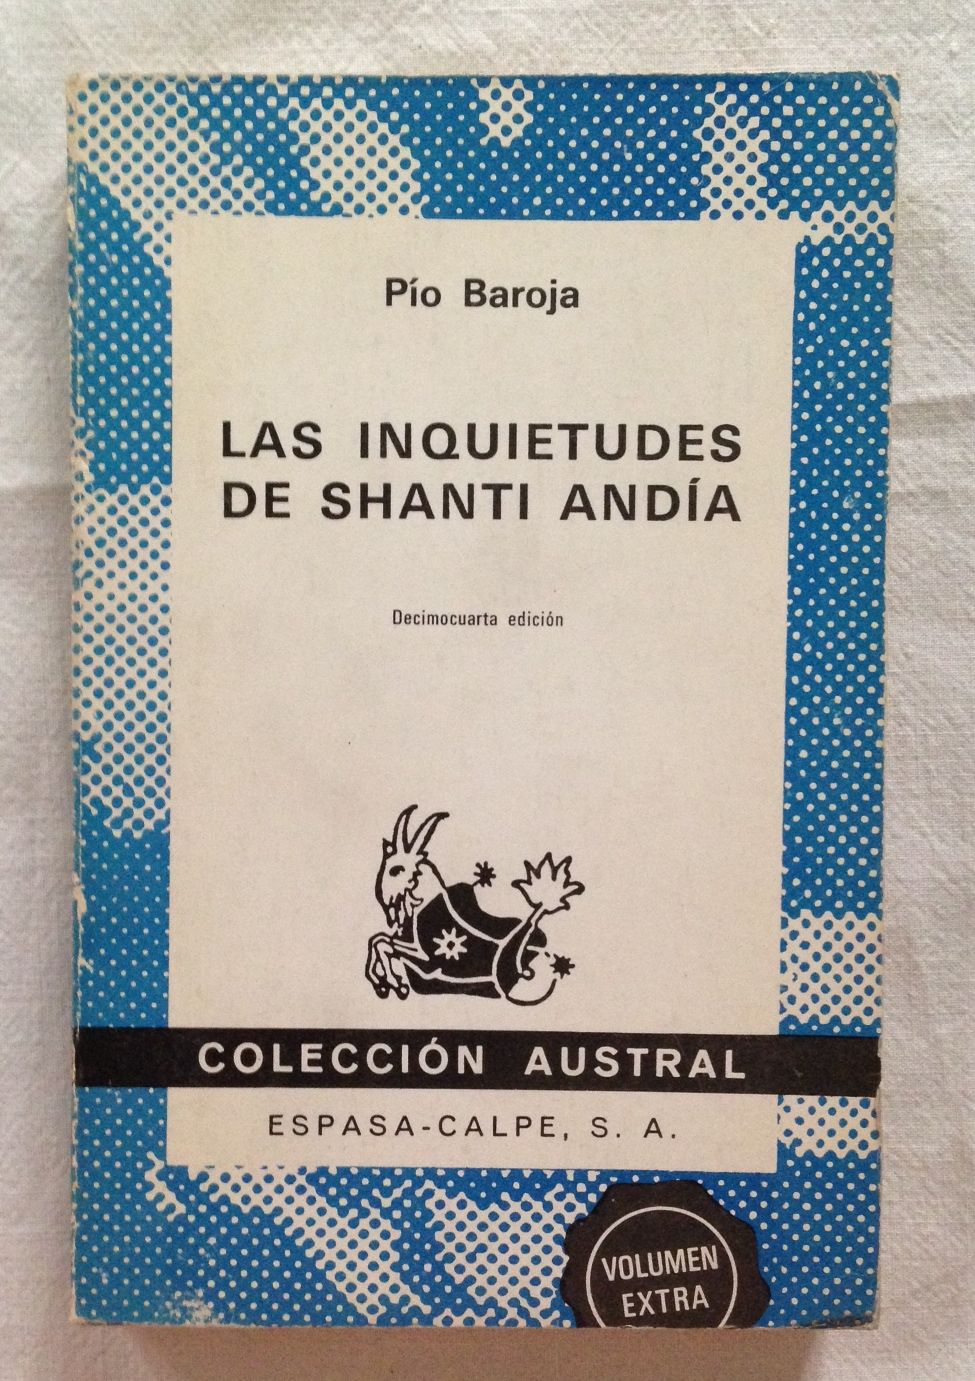 Pío Baroja
LAS INQUIETUDES
DE SHANTI ANDÍA
Decimocuarta edición
COLECCIÓN AUSTRAL
ESPASA-CALPE, S. A.
VOLUMEN
EXTRA